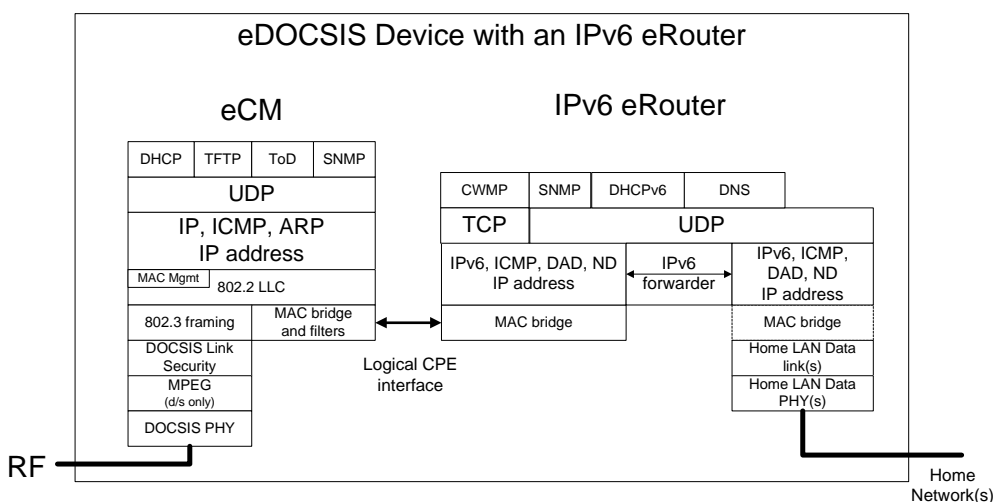 eDOCSIS Device with an IPv6 eRouter
eCM
IPv6 eRouter
DHCP TFTP ToD SNMP
UDP
IP, ICMP, ARP
IP address
MAC Mgmt
802.2 LLC
802.3 framing
MAC bridge
and filters
DOCSIS Link
Security
MPEG
(d/s only)
DOCSIS PHY
RF
Logical CPE
interface
CWMP SNMP DHCPv6 DNS
TCP UDP
IPv6, ICMP, DAD, ND
IP address
IPv6
forwarder
IPv6, ICMP,
DAD, ND
IP address
MAC bridge
MAC bridge
Home LAN Data
link(s)
Home LAN Data
PHY(s)
Home
Network(s)